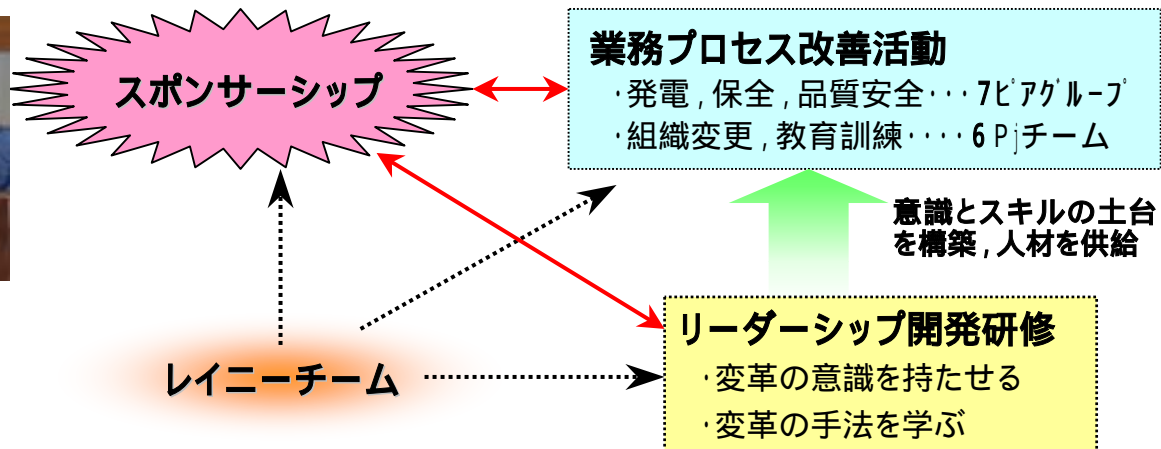 スポンサーシップ
業務プロセス改善活動
・発電,保全,品質安全・・・7ﾋﾟｱｸﾞﾙｰﾌﾟ
・組織変更,教育訓練・・・・6Pjチーム
意識とスキルの土台
を構築,人材を供給
レイニーチーム
リーダーシップ開発研修
・変革の意識を持たせる
・変革の手法を学ぶ